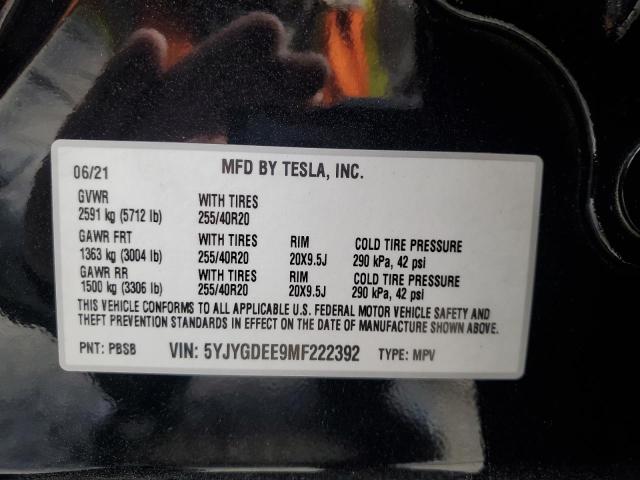 06/21 MFD BY TESLA, INC.
GVWR WITH TIRES
2591 kg (5712 lb) 255/40R20
GAWR FRT WITH TIRES RIM COLD TIRE PRESSURE
1363 kg (3004 lb) 255/40R20 20X9.5J 290 kPa, 42 psi
GAWR RR WITH TIRES RIM COLD TIRE PRESSURE
1500 kg (3306 lb) 255/40R20 20X9.5J 290 kPa, 42 psi
THIS VEHICLE CONFORMS TO ALL APPLICABLE U.S. FEDERAL MOTOR VEHICLE SAFETY AND
THEFT PREVENTION STANDARDS IN EFFECT ON THE DATE OF MANUFACTURE SHOWN ABOVE.
PNT: PBSB VIN: 5YJYGDEE9MF222392 TYPE: MPV